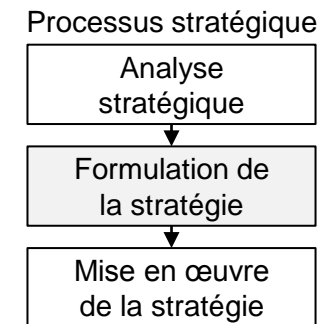 Processus stratégique
Analyse
stratégique
Formulation de
la stratégie
Mise en œuvre
de la stratégie